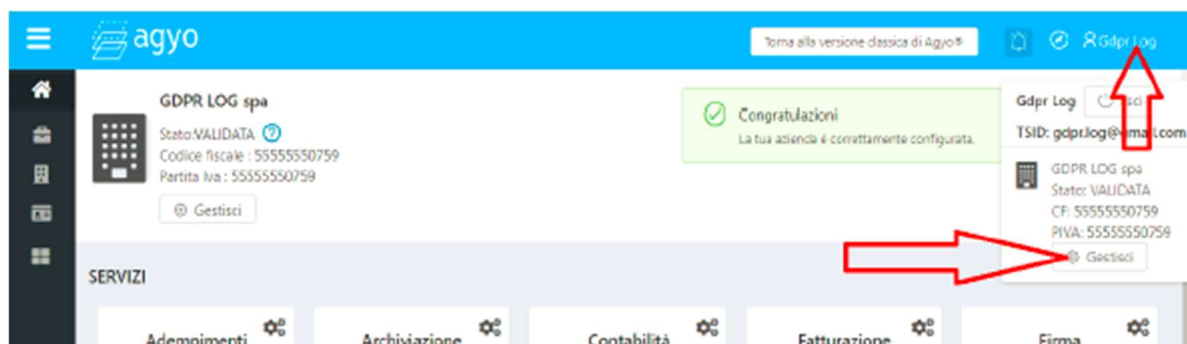 agyo
Torna alla versione classica di Agyo®
Gdpr Log
GDPR LOG spa
Stato:VALIDATA ?
Codice fiscale : 55555550759
Partita Iva : 55555550759
Gestisci
Congratulazioni
La tua azienda è correttamente configurata.
Gdpr Log
TSID: gdpr.log@gmail.com
GDPR LOG spa
Stato: VALIDATA
CF: 55555550759
PIVA: 55555550759
Gestisci
SERVIZI
Adempimenti
Archiviazione
Contabilità
Fatturazione
Firma